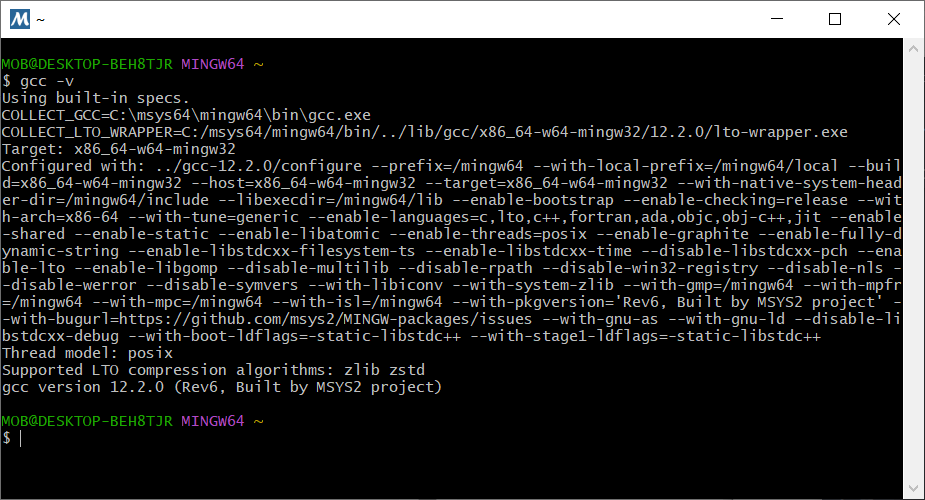 ~
MOB@DESKTOP-BEH8TJR MINGW64 ~
$ gcc -v
Using built-in specs.
COLLECT_GCC=C:\msys64\mingw64\bin\gcc.exe
COLLECT_LTO_WRAPPER=C:/msys64/mingw64/bin/../lib/gcc/x86_64-w64-mingw32/12.2.0/lto-wrapper.exe
Target: x86_64-w64-mingw32
Configured with: ../gcc-12.2.0/configure --prefix=/mingw64 --with-local-prefix=/mingw64/local --buil
d=x86_64-w64-mingw32 --host=x86_64-w64-mingw32 --target=x86_64-w64-mingw32 --with-native-system-head
er-dir=/mingw64/include --libexecdir=/mingw64/lib --enable-bootstrap --enable-checking=release --wit
h-arch=x86-64 --with-tune=generic --enable-languages=c,lto,c++,fortran,ada,objc,obj-c++,jit --enable
-shared --enable-static --enable-libatomic --enable-threads=posix --enable-graphite --enable-fully-d
ynamic-string --enable-libstdcxx-filesystem-ts --enable-libstdcxx-time --disable-libstdcxx-pch --ena
ble-lto --enable-libgomp --disable-multilib --disable-rpath --disable-win32-registry --disable-nls -
-disable-werror --disable-symvers --with-libiconv --with-system-zlib --with-gmp=/mingw64 --with-mpfr
=/mingw64 --with-mpc=/mingw64 --with-isl=/mingw64 --with-pkgversion='Rev6, Built by MSYS2 project' -
-with-bugurl=https://github.com/msys2/MINGW-packages/issues --with-gnu-as --with-gnu-ld --disable-li
bstdcxx-debug --with-boot-ldflags=-static-libstdc++ --with-stage1-ldflags=-static-libstdc++
Thread model: posix
Supported LTO compression algorithms: zlib zstd
gcc version 12.2.0 (Rev6, Built by MSYS2 project)
MOB@DESKTOP-BEH8TJR MINGW64 ~
$